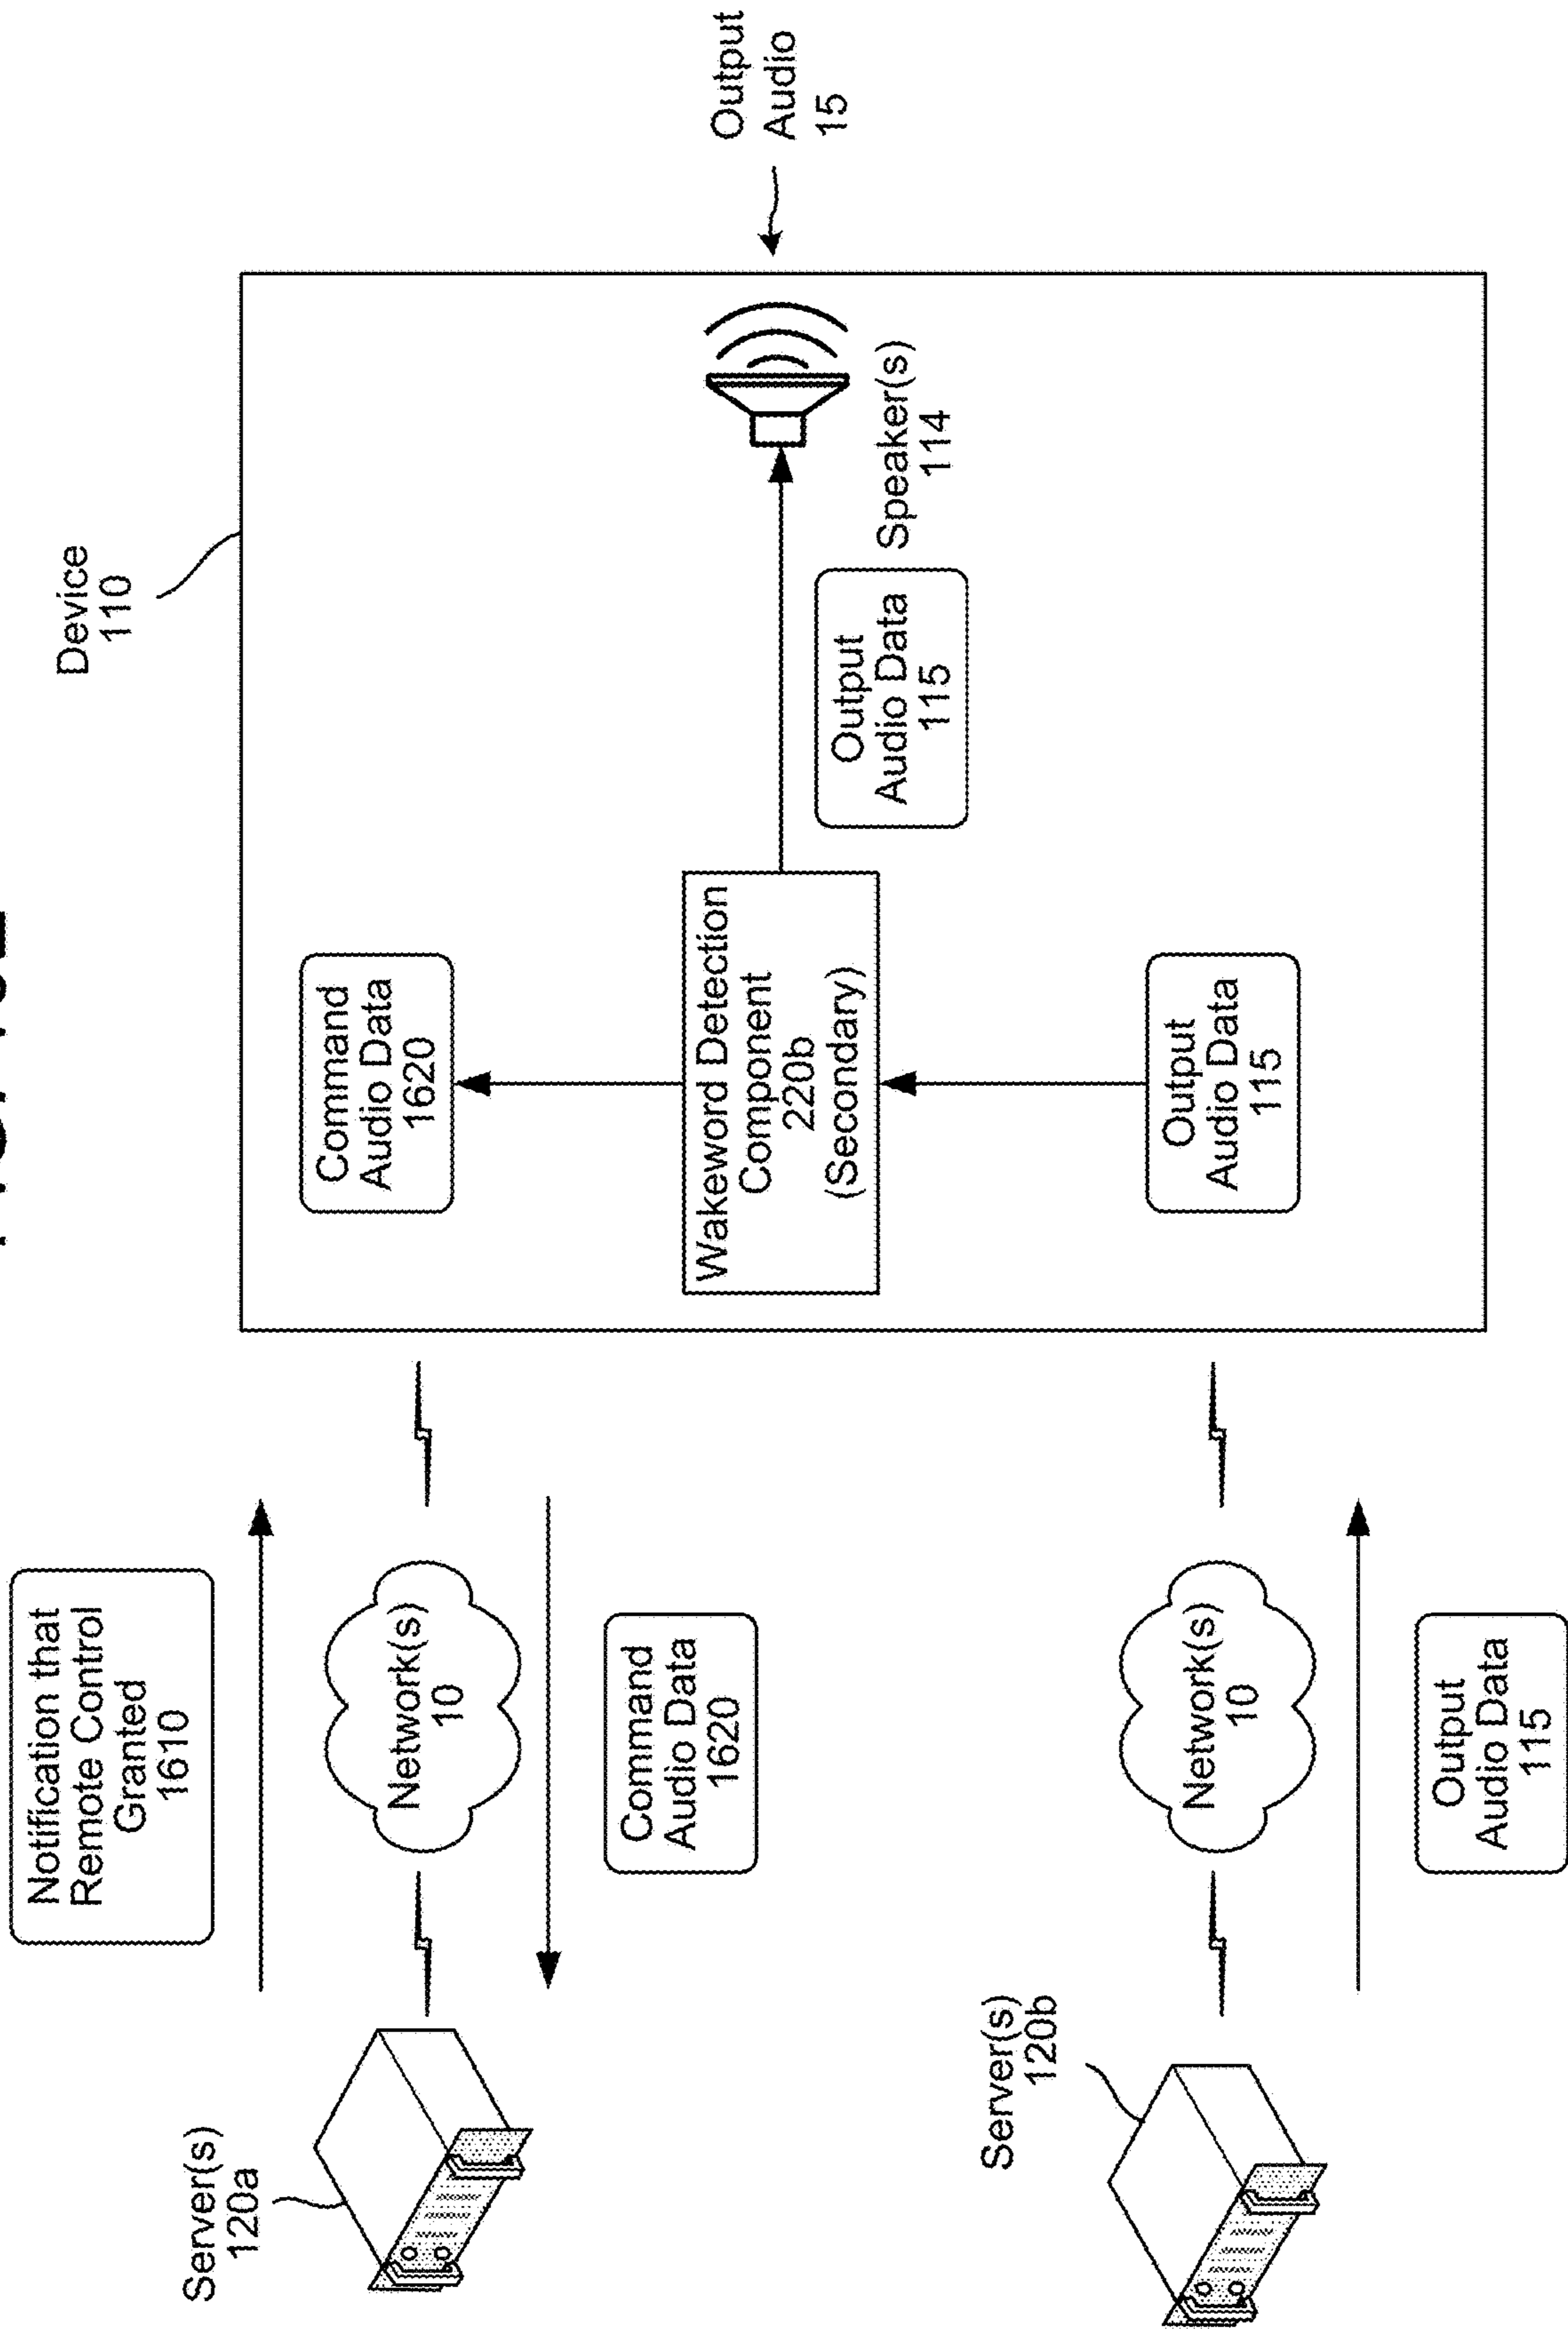 Notification that
Remote Control
Granted
1610
Device
110
Server(s)
120a
Network(s)
10
Command
Audio Data
1620
Command
Audio Data
1620
Wakeword Detection
Component
220b
(Secondary)
Output
Audio Data
115
Speaker(s)
114
Output
Audio
15
Server(s)
120b
Network(s)
10
Output
Audio Data
115
Output
Audio Data
115